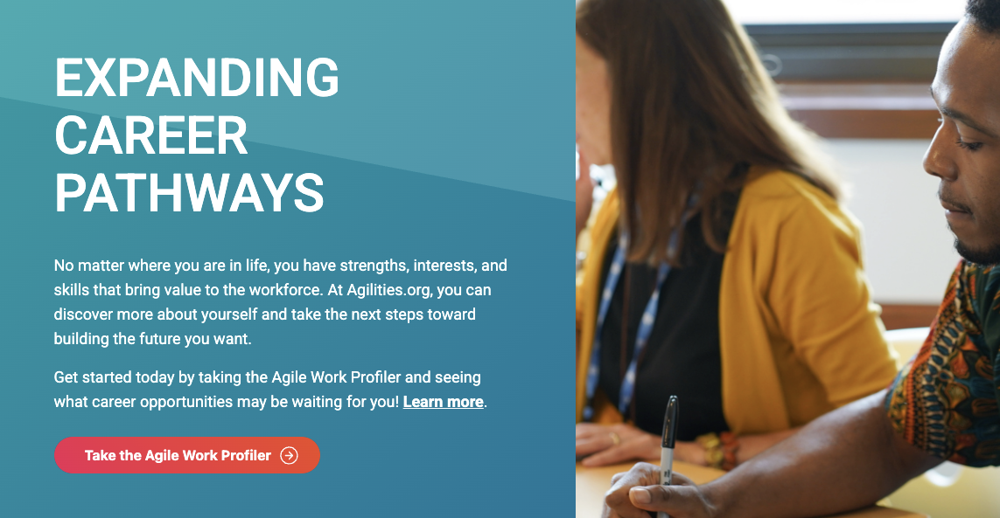 EXPANDING
CAREER
PATHWAYS
No matter where you are in life, you have strengths, interests, and
skills that bring value to the workforce. At Agilities.org, you can
discover more about yourself and take the next steps toward
building the future you want.
Get started today by taking the Agile Work Profiler and seeing
what career opportunities may be waiting for you! Learn more.
Take the Agile Work Profiler